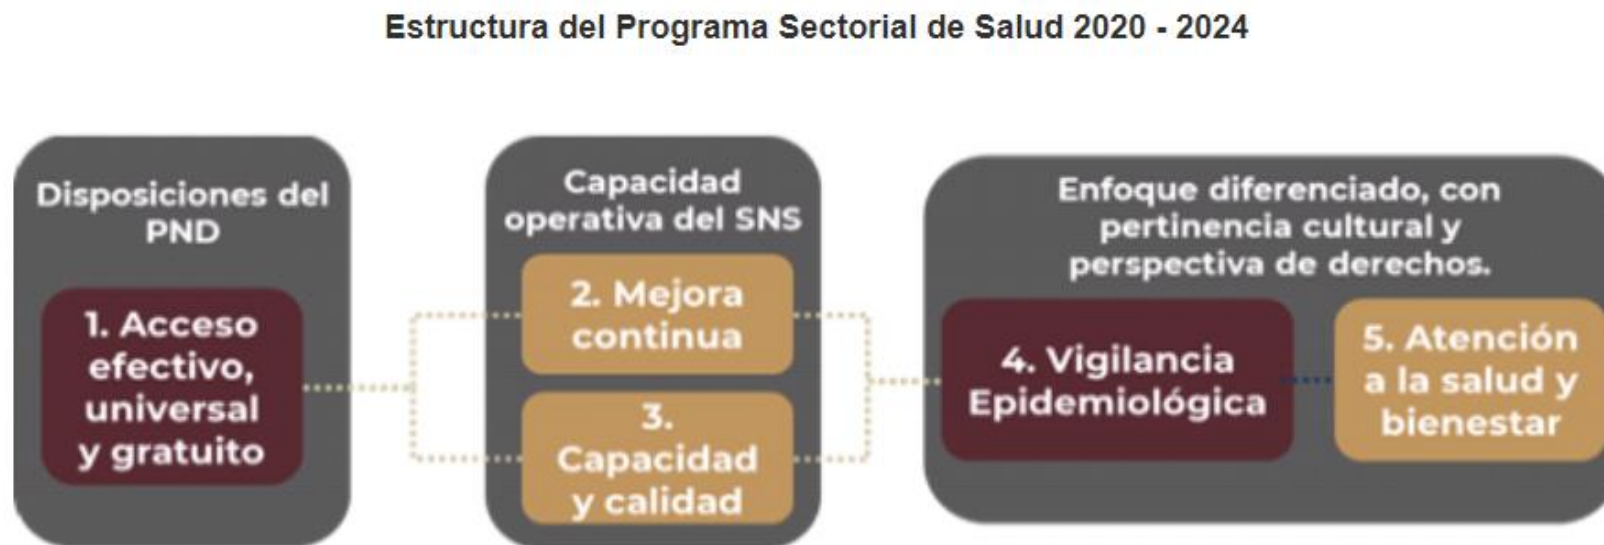 Estructura del Programa Sectorial de Salud 2020 - 2024
Disposiciones del
PND
1. Acceso
efectivo,
universal
y gratuito
Capacidad
operativa del SNS
2. Mejora
continua
3.
Capacidad
y calidad
Enfoque diferenciado, con
pertinencia cultural y
perspectiva de derechos.
4. Vigilancia
Epidemiológica
5. Atención
a la salud y
bienestar